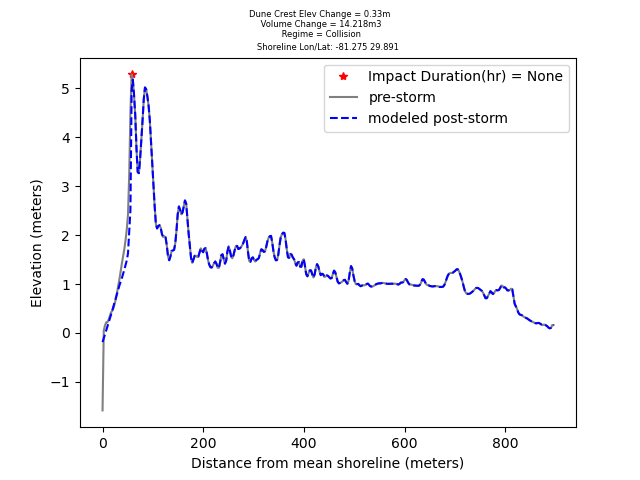 Dune Crest Elev Change = 0.33m
Volume Change = 14.218m3
Regime = Collision
Shoreline Lon/Lat: -81.275 29.891
Impact Duration(hr) = None
pre-storm
modeled post-storm
Elevation (meters)
5
4
3
2
1
0
−1
0 200 400 600 800
Distance from mean shoreline (meters)